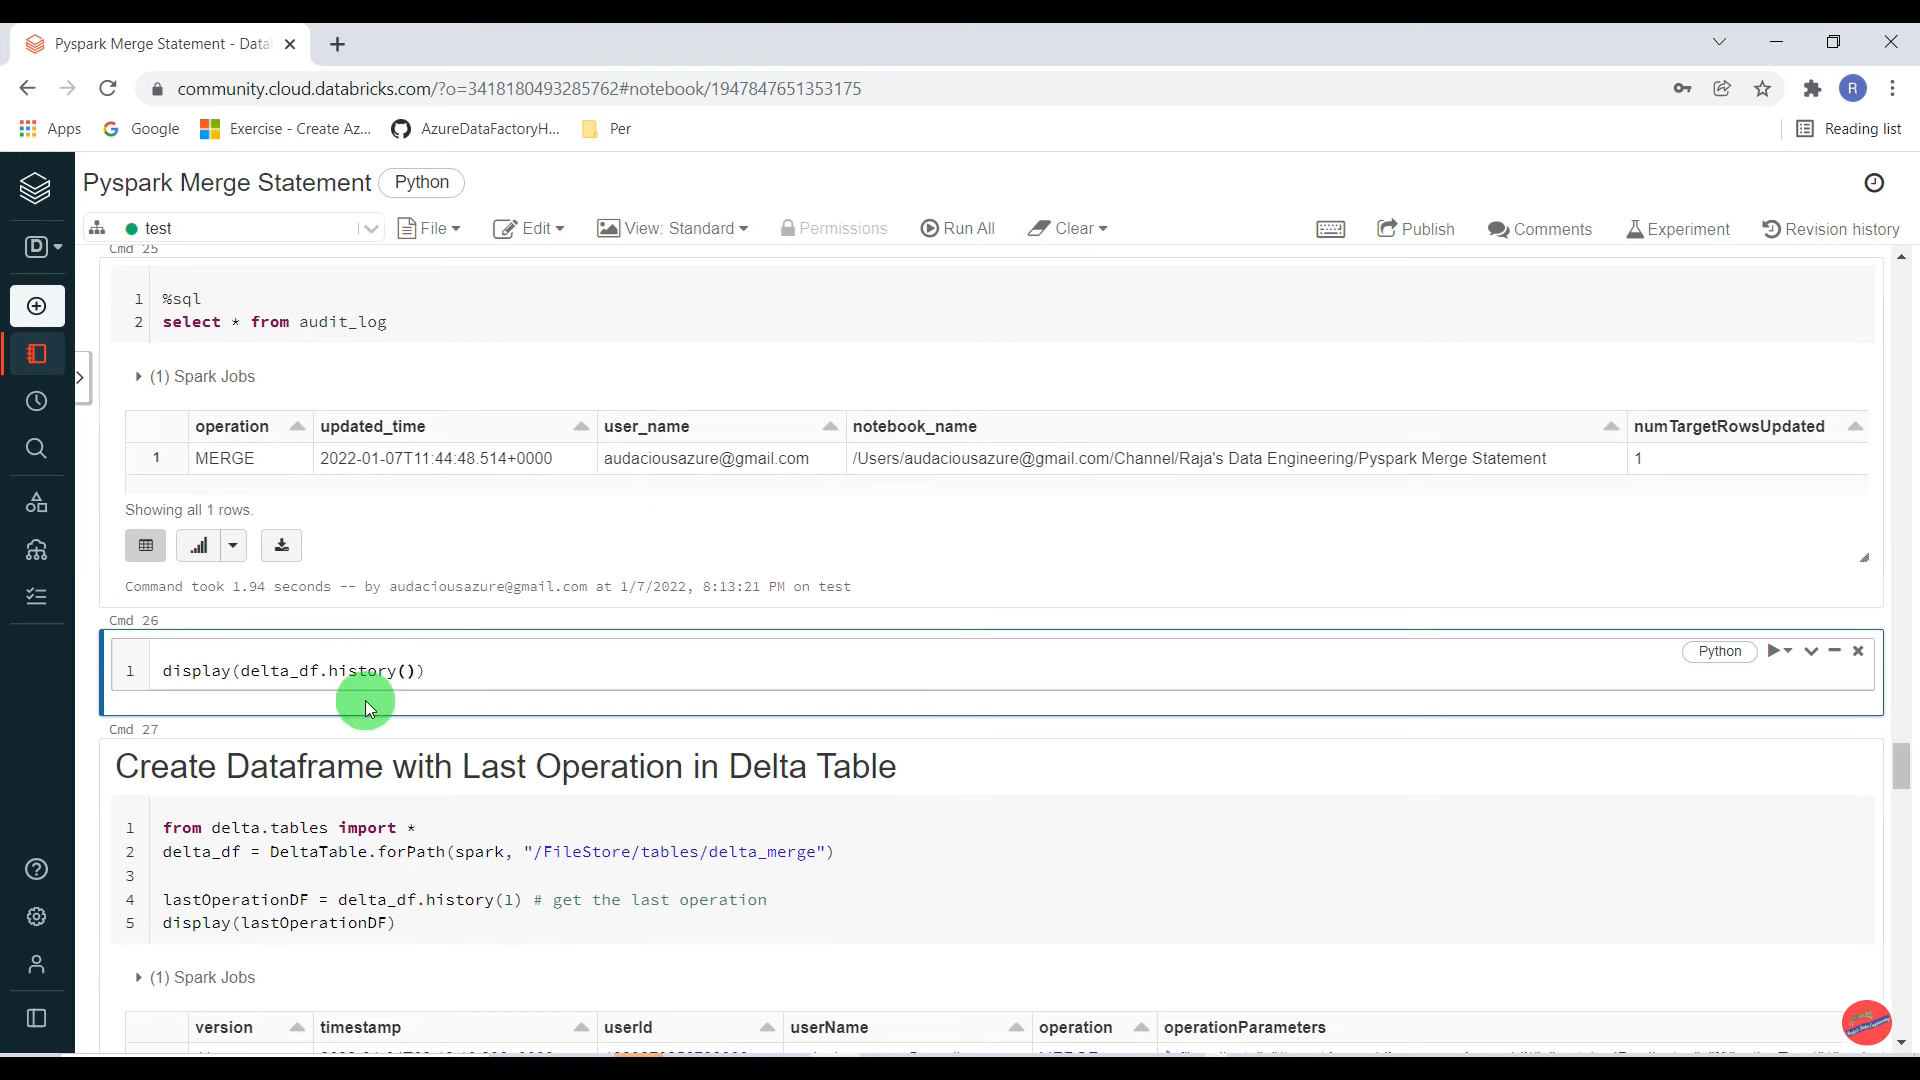 Pyspark Merge Statement - Data
community.cloud.databricks.com/?o=3418180493285762#notebook/1947847651353175
Apps Google Exercise - Create Az... AzureDataFactoryH... Per Reading list
Pyspark Merge Statement Python
test File Edit View: Standard Permissions Run All Clear Publish Comments Experiment Revision history
Cmd 25
1 %sql
2 select * from audit_log
(1) Spark Jobs
operation updated_time user_name notebook_name numTargetRowsUpdated
1 MERGE 2022-01-07T11:44:48.514+0000 audaciousazure@gmail.com /Users/audaciousazure@gmail.com/Channel/Raja's Data Engineering/Pyspark Merge Statement 1
Showing all 1 rows.
Command took 1.94 seconds -- by audaciousazure@gmail.com at 1/7/2022, 8:13:21 PM on test
Cmd 26
Python
1 display(delta_df.history())
Cmd 27
Create Dataframe with Last Operation in Delta Table
1 from delta.tables import *
2 delta_df = DeltaTable.forPath(spark, "/FileStore/tables/delta_merge")
3
4 lastOperationDF = delta_df.history(1) # get the last operation
5 display(lastOperationDF)
(1) Spark Jobs
version timestamp userId userName operation operationParameters